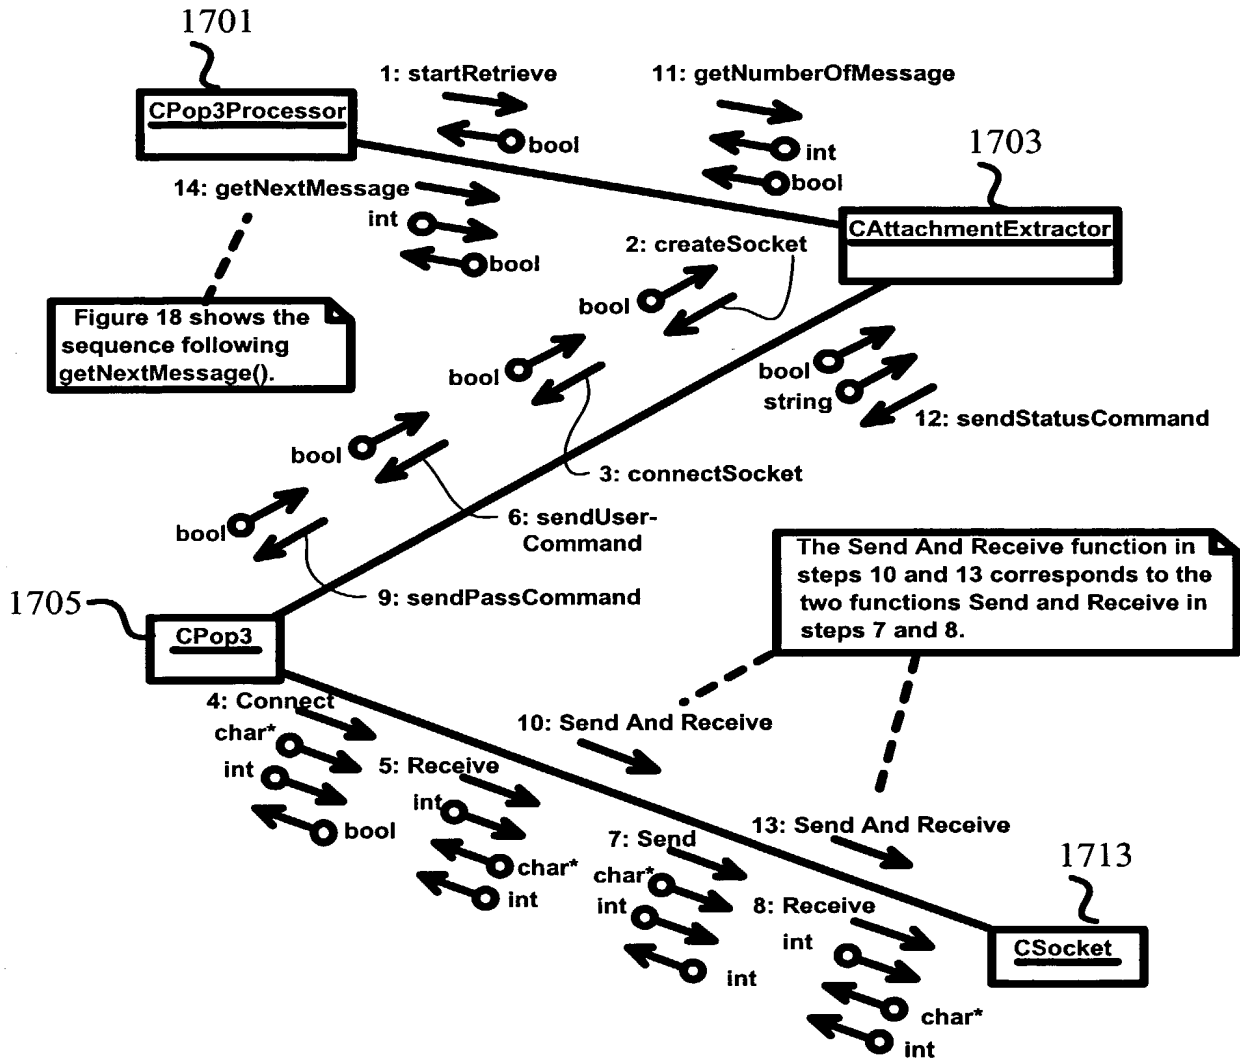 1701
1: startRetrieve
11: getNumberOfMessage
CPop3Processor
bool
int
bool
1703
14: getNextMessage
int
bool
CAttachmentExtractor
2: createSocket
bool
Figure 18 shows the
sequence following
getNextMessage().
bool
bool
string
12: sendStatusCommand
bool
3: connectSocket
6: sendUser-
Command
bool
9: sendPassCommand
The Send And Receive function in
steps 10 and 13 corresponds to the
two functions Send and Receive in
steps 7 and 8.
1705
CPop3
4: Connect
char*
int
bool
10: Send And Receive
5: Receive
int
char*
int
13: Send And Receive
7: Send
char*
int
int
1713
8: Receive
int
char*
int
CSocket